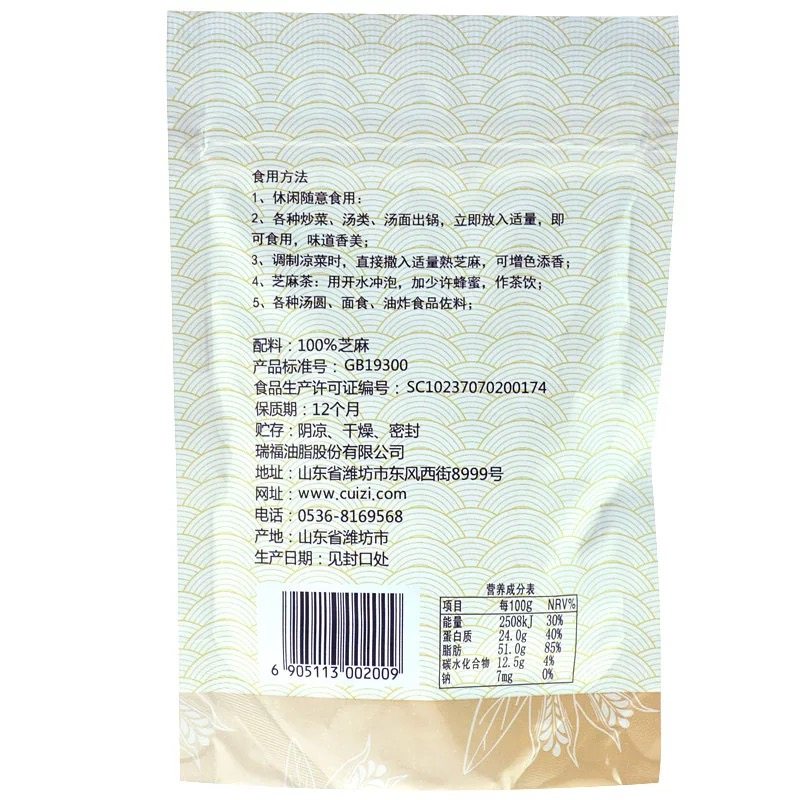 食用方法
1、休闲随意食用：
2、各种炒菜、汤类、汤面出锅，立即放入适量，即
可食用，味道香美；
3、调制凉菜时，直接撒入适量熟芝麻，可增色添香；
4、芝麻茶：用开水冲泡，加少许蜂蜜，作茶饮；
5、各种汤圆、面食、油炸食品佐料；
配料：100%芝麻
产品标准号：GB19300
食品生产许可证编号：SC10237070200174
保质期：12个月
贮存：阴凉、干燥、密封
瑞福油脂股份有限公司
地址：山东省潍坊市东风西街8999号
网址：www.cuizi.com
电话：0536-8169568
产地：山东省潍坊市
生产日期：见封口处
6 905113 002009
营养成分表
项目 每100g NRV%
能量 2508kJ 30%
蛋白质 24.0g 40%
脂肪 51.0g 85%
碳水化合物 12.5g 4%
钠 7mg 0%